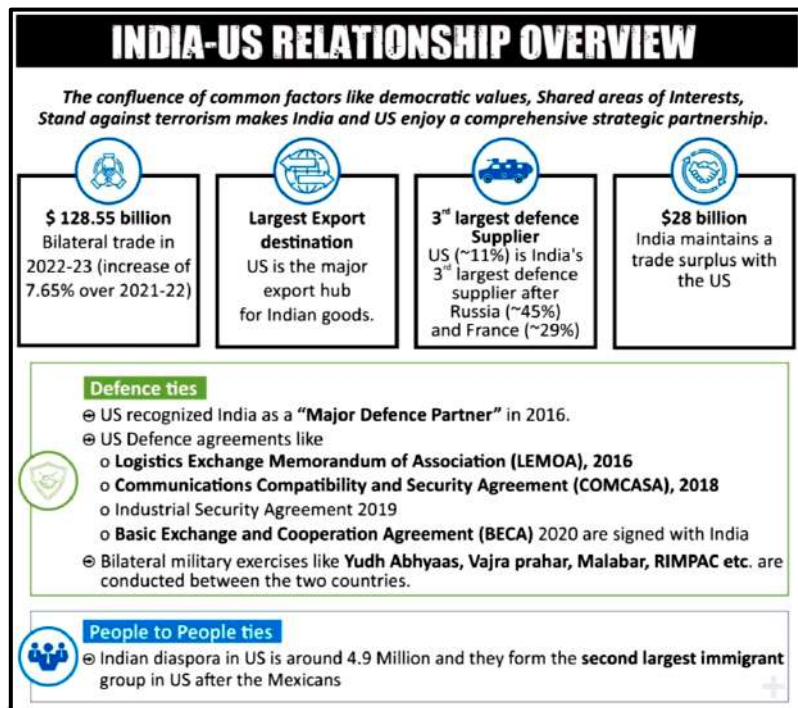 INDIA-US RELATIONSHIP OVERVIEW
The confluence of common factors like democratic values, Shared areas of Interests,
Stand against terrorism makes India and US enjoy a comprehensive strategic partnership.
$ 128.55 billion
Bilateral trade in
2022-23 (increase of
7.65% over 2021-22)
Largest Export
destination
US is the major
export hub
for Indian goods.
3rd largest defence
Supplier
US (~11%) is India's
3rd largest defence
supplier after
Russia (~45%)
and France (~29%)
$28 billion
India maintains a
trade surplus with
the US
Defence ties
US recognized India as a “Major Defence Partner” in 2016.
US Defence agreements like
o Logistics Exchange Memorandum of Association (LEMOA), 2016
o Communications Compatibility and Security Agreement (COMCASA), 2018
o Industrial Security Agreement 2019
o Basic Exchange and Cooperation Agreement (BECA) 2020 are signed with India
Bilateral military exercises like Yudh Abhyaas, Vajra prahar, Malabar, RIMPAC etc. are
conducted between the two countries.
People to People ties
Indian diaspora in US is around 4.9 Million and they form the second largest immigrant
group in US after the Mexicans